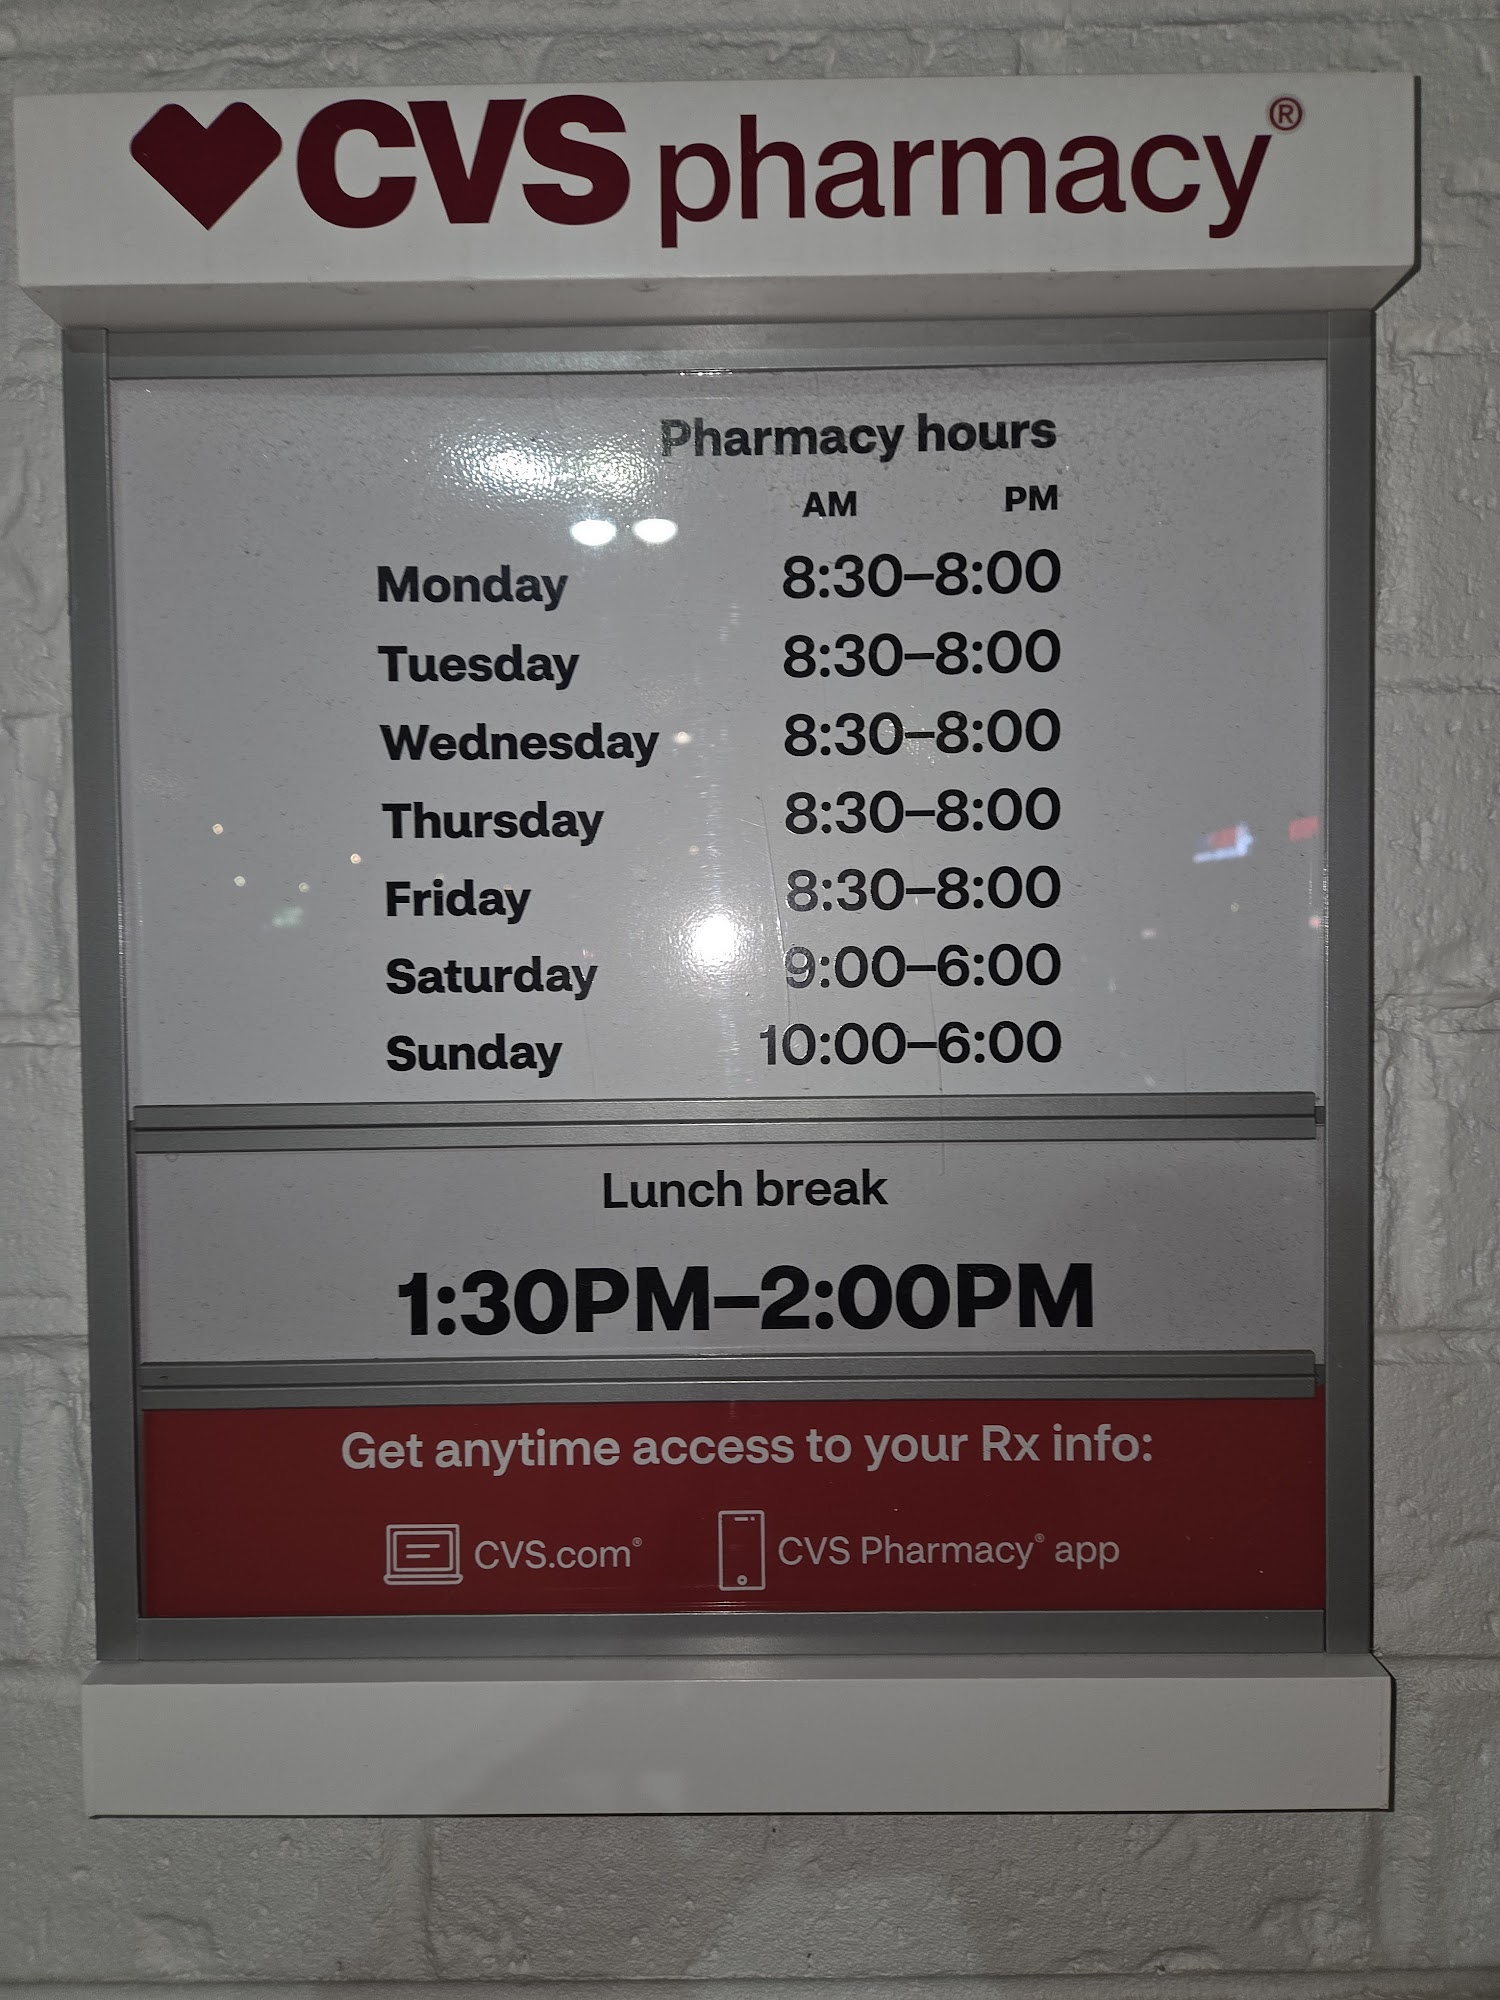 CVS pharmacy®
Pharmacy hours
AM PM
Monday 8:30–8:00
Tuesday 8:30–8:00
Wednesday 8:30–8:00
Thursday 8:30–8:00
Friday 8:30–8:00
Saturday 9:00–6:00
Sunday 10:00–6:00
Lunch break
1:30PM–2:00PM
Get anytime access to your Rx info:
CVS.com® CVS Pharmacy® app